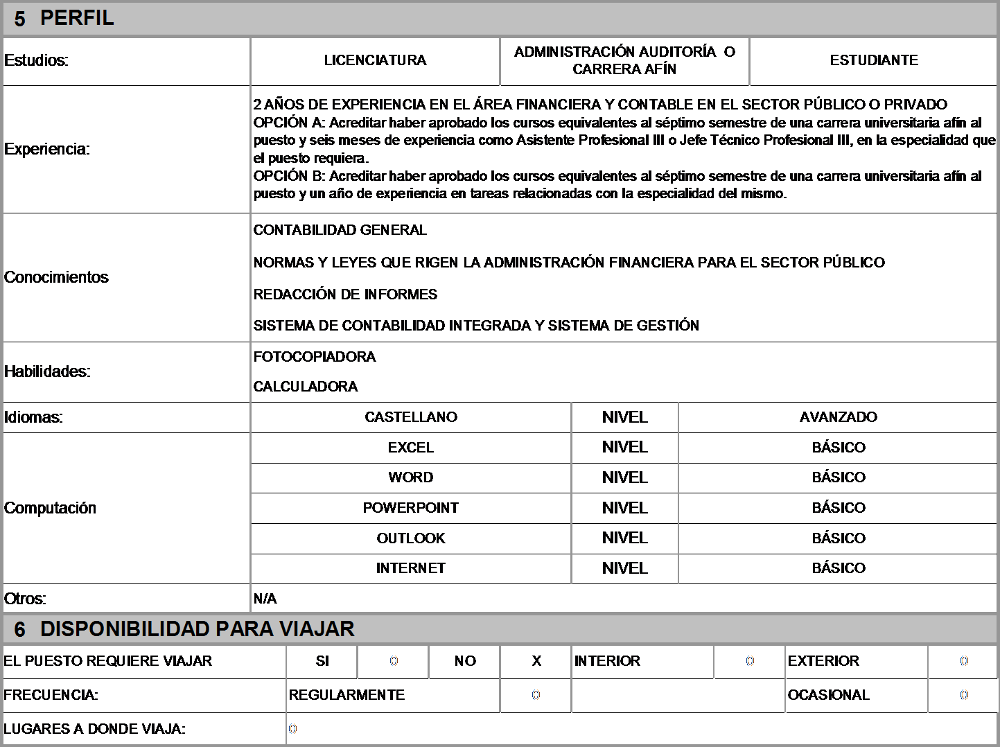 5 PERFIL
Estudios: LICENCIATURA ADMINISTRACIÓN AUDITORÍA O CARRERA AFÍN ESTUDIANTE
Experiencia:
2 AÑOS DE EXPERIENCIA EN EL ÁREA FINANCIERA Y CONTABLE EN EL SECTOR PÚBLICO O PRIVADO
OPCIÓN A: Acreditar haber aprobado los cursos equivalentes al séptimo semestre de una carrera universitaria afín al
puesto y seis meses de experiencia como Asistente Profesional III o Jefe Técnico Profesional III, en la especialidad que
el puesto requiera.
OPCIÓN B: Acreditar haber aprobado los cursos equivalentes al séptimo semestre de una carrera universitaria afín al
puesto y un año de experiencia en tareas relacionadas con la especialidad del mismo.
Conocimientos
CONTABILIDAD GENERAL
NORMAS Y LEYES QUE RIGEN LA ADMINISTRACIÓN FINANCIERA PARA EL SECTOR PÚBLICO
REDACCIÓN DE INFORMES
SISTEMA DE CONTABILIDAD INTEGRADA Y SISTEMA DE GESTIÓN
Habilidades:
FOTOCOPIADORA
CALCULADORA
Idiomas: CASTELLANO NIVEL AVANZADO
Computación
EXCEL NIVEL BÁSICO
WORD NIVEL BÁSICO
POWERPOINT NIVEL BÁSICO
OUTLOOK NIVEL BÁSICO
INTERNET NIVEL BÁSICO
Otros: N/A
6 DISPONIBILIDAD PARA VIAJAR
EL PUESTO REQUIERE VIAJAR SI 0 NO X INTERIOR 0 EXTERIOR 0
FRECUENCIA: REGULARMENTE 0 OCASIONAL 0
LUGARES A DONDE VIAJA: 0